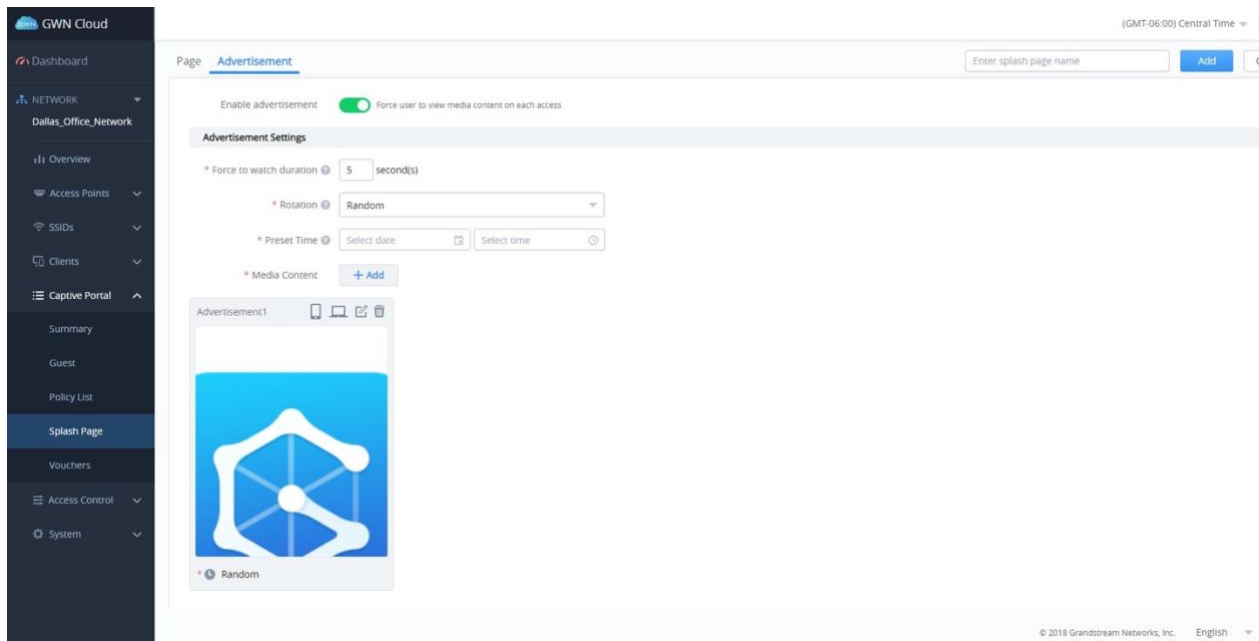 GWN GWN Cloud
(GMT-06:00) Central Time
Dashboard
NETWORK
Dallas_Office_Network
Overview
Access Points
SSIDs
Clients
Captive Portal
Summary
Guest
Policy List
Splash Page
Vouchers
Access Control
System
Page Advertisement
Enter splash page name Add
Enable advertisement Force user to view media content on each access
Advertisement Settings
* Force to watch duration ? 5 second(s)
* Rotation ? Random
* Preset Time ? Select date Select time
* Media Content + Add
Advertisement1
* Random
© 2018 Grandstream Networks, Inc. English